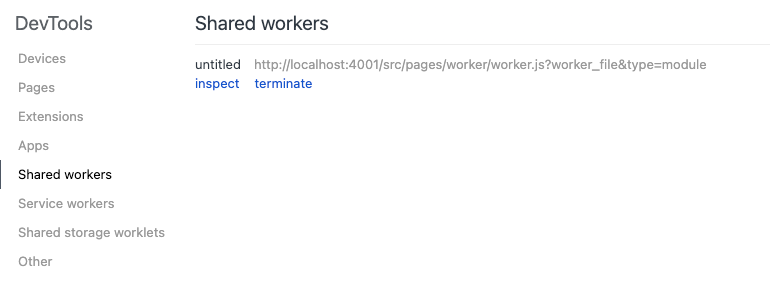 DevTools
Devices
Pages
Extensions
Apps
Shared workers
Service workers
Shared storage worklets
Other
Shared workers
untitled http://localhost:4001/src/pages/worker/worker.js?worker_file&type=module
inspect terminate